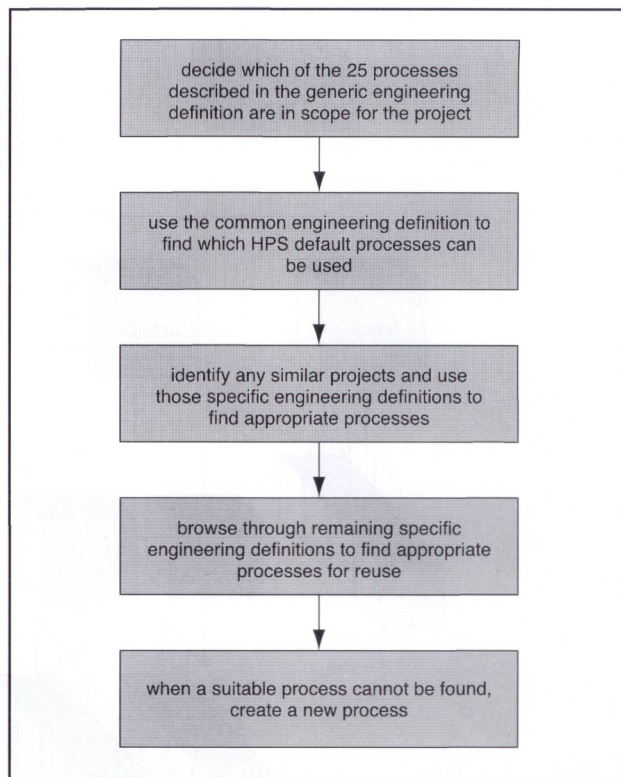 decide which of the 25 processes
described in the generic engineering
definition are in scope for the project
use the common engineering definition to
find which HPS default processes can
be used
identify any similar projects and use
those specific engineering definitions to
find appropriate processes
browse through remaining specific
engineering definitions to find appropriate
processes for reuse
when a suitable process cannot be found,
create a new process